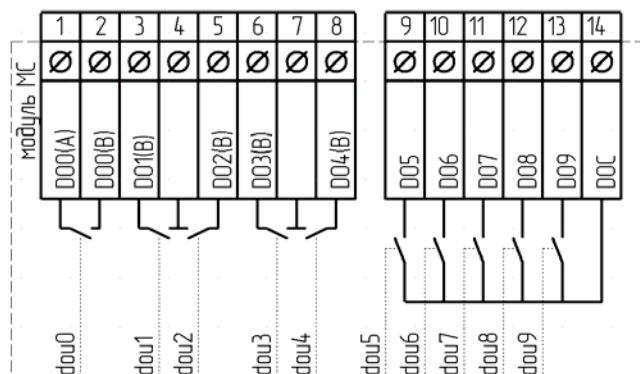 1 2 3 4 5 6 7 8
9 10 11 12 13 14
модуль МС
DO0(A)
DO0(B)
DO1(B)
DO2(B)
DO3(B)
DO4(B)
DO5
DO6
DO7
DO8
DO9
DOC
dou0
dou1
dou2
dou3
dou4
dou5
dou6
dou7
dou8
dou9